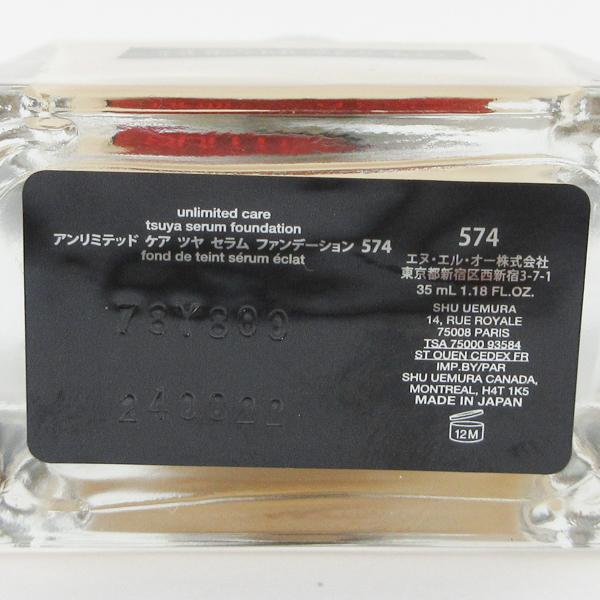 unlimited care
tsuya serum foundation
アンリミテッド ケア ツヤ セラム ファンデーション 574
fond de teint sérum éclat
574
エヌ・エル・オー株式会社
東京都新宿区西新宿3-7-1
35 mL 1.18 FL.OZ.
SHU UEMURA
14, RUE ROYALE
75008 PARIS
TSA 75000 93584
ST OUEN CEDEX FR
IMP.BY/PAR
SHU UEMURA CANADA,
MONTREAL, H4T 1K5
MADE IN JAPAN
12M